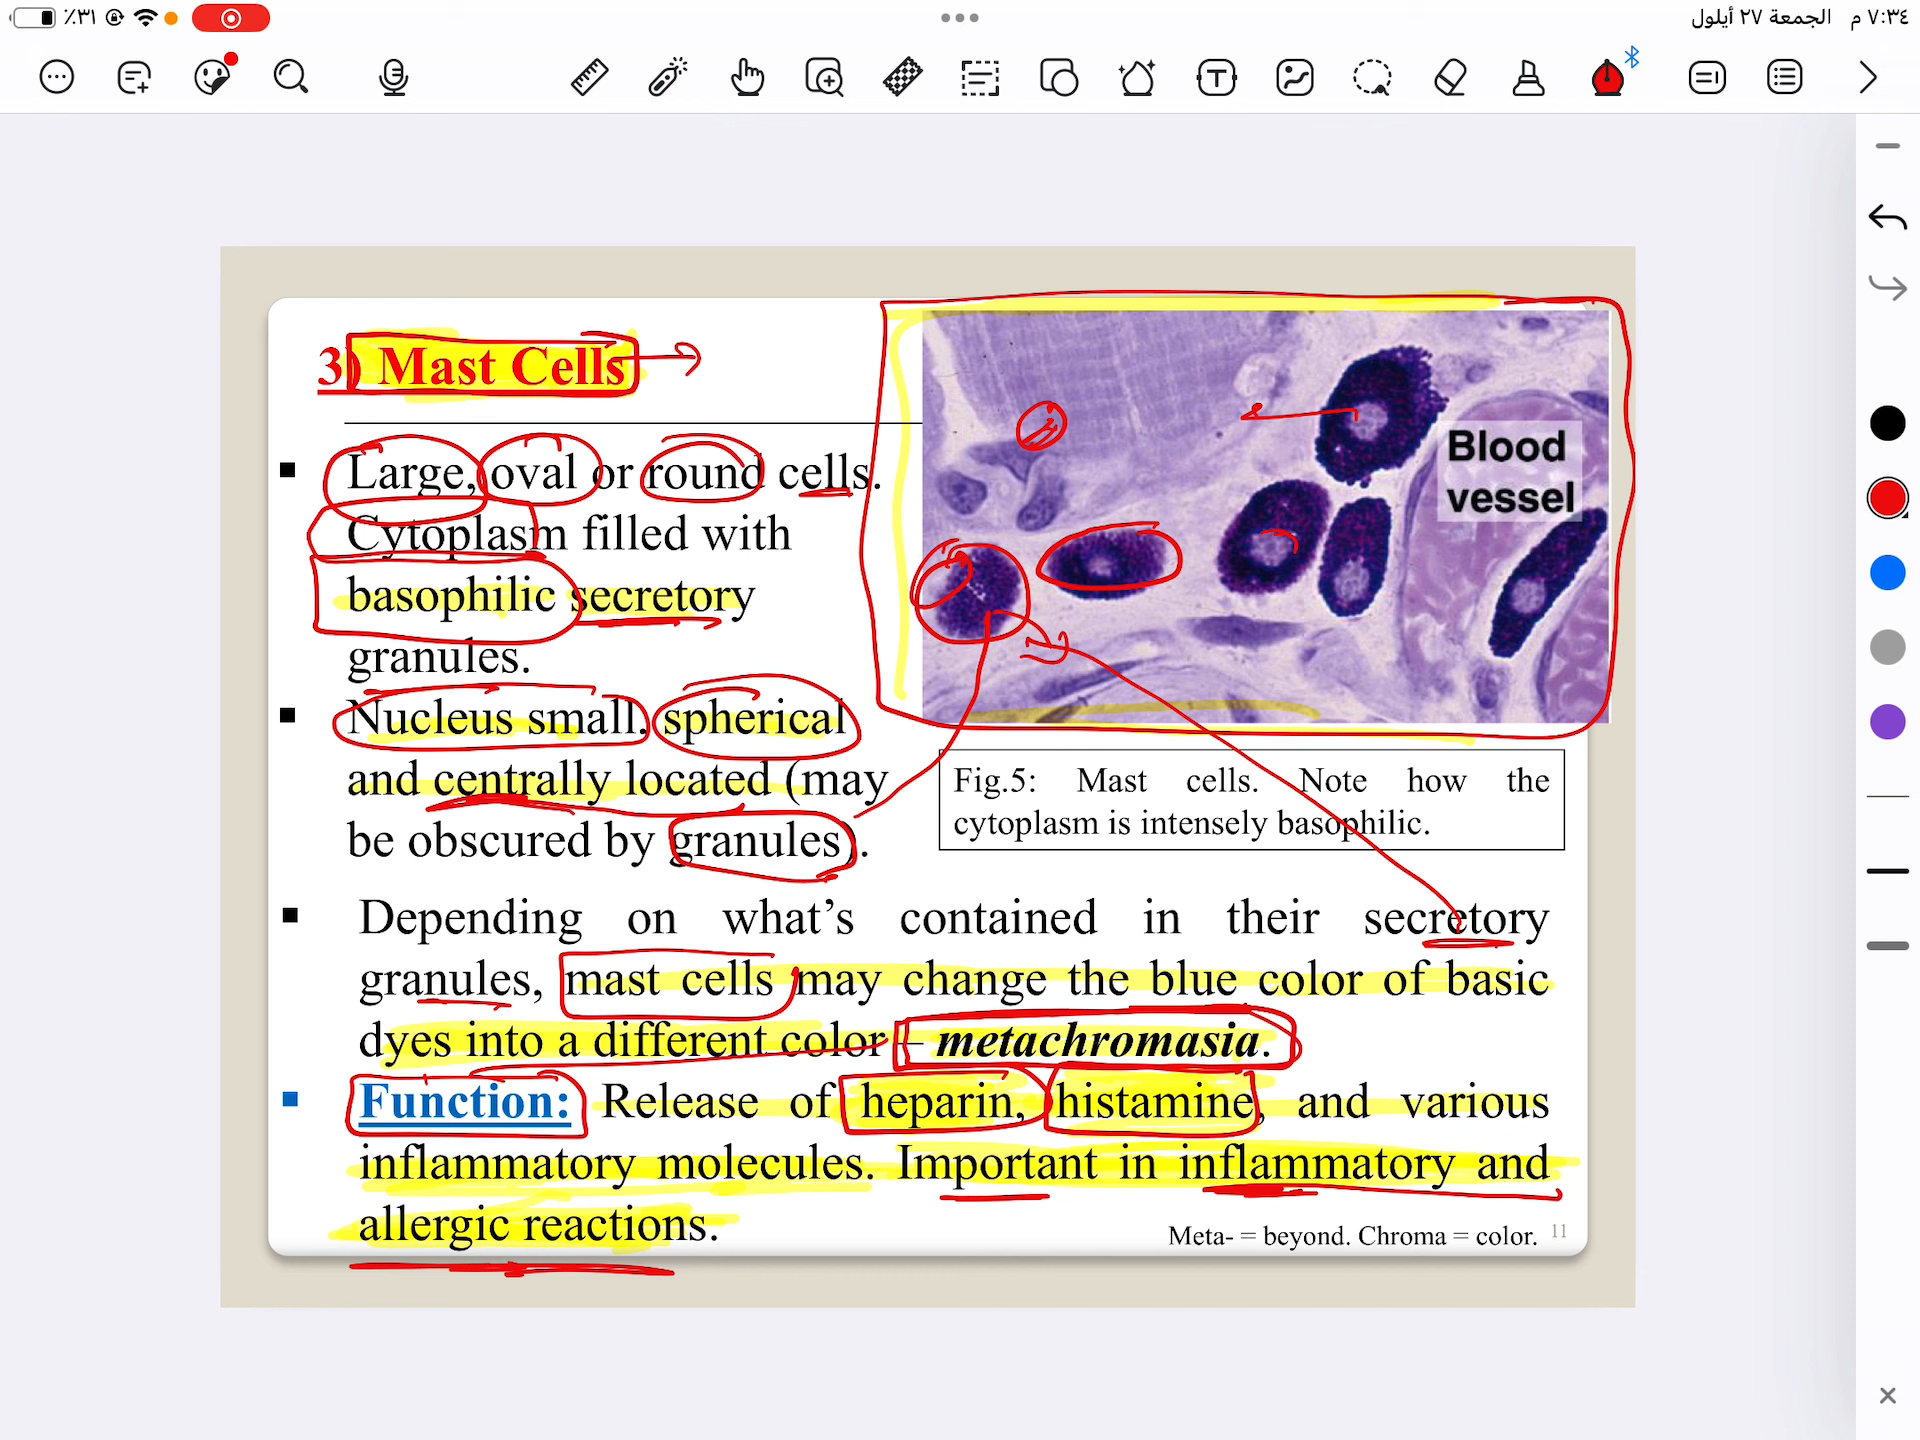 ٪٣١
٧:٣٤ م الجمعة ٢٧ أيلول
3) Mast Cells
Large, oval or round cells.
Cytoplasm filled with
basophilic secretory
granules.
Nucleus small, spherical
and centrally located (may
be obscured by granules).
Blood
vessel
Fig.5: Mast cells. Note how the
cytoplasm is intensely basophilic.
Depending on what’s contained in their secretory
granules, mast cells may change the blue color of basic
dyes into a different color – metachromasia.
Function: Release of heparin, histamine, and various
inflammatory molecules. Important in inflammatory and
allergic reactions.
Meta- = beyond. Chroma = color.
11